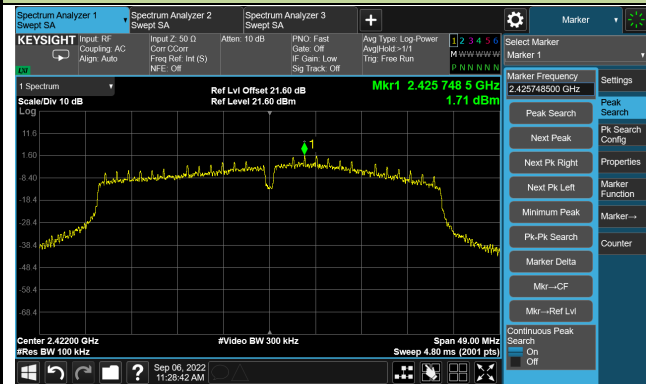 Spectrum Analyzer 1
Swept SA
Spectrum Analyzer 2
Swept SA
Spectrum Analyzer 3
Swept SA
+
Marker
KEYSIGHT
LXI
Input: RF
Coupling: AC
Align: Auto
Input Z: 50 Ω
Corr CCorr
Freq Ref: Int (S)
NFE: Off
Atten: 10 dB
PNO: Fast
Gate: Off
IF Gain: Low
Sig Track: Off
Avg Type: Log-Power
Avg|Hold:>1/1
Trig: Free Run
1 2 3 4 5 6
M W W W W W
P N N N N N
Select Marker
Marker 1
1 Spectrum
Scale/Div 10 dB
Log
Ref Lvl Offset 21.60 dB
Ref Level 21.60 dBm
Mkr1 2.425 748 5 GHz
1.71 dBm
11.6
1.60
-8.40
-18.4
-28.4
-38.4
-48.4
-58.4
-68.4
1
Center 2.42200 GHz
#Res BW 100 kHz
#Video BW 300 kHz
Span 49.00 MHz
Sweep 4.80 ms (2001 pts)
Marker Frequency
2.425748500 GHz
Peak Search
Next Peak
Next Pk Right
Next Pk Left
Minimum Peak
Pk-Pk Search
Marker Delta
Mkr→CF
Mkr→Ref Lvl
Continuous Peak
Search
On
Off
Settings
Peak
Search
Pk Search
Config
Properties
Marker
Function
Marker→
Counter
?
Sep 06, 2022
11:28:42 AM